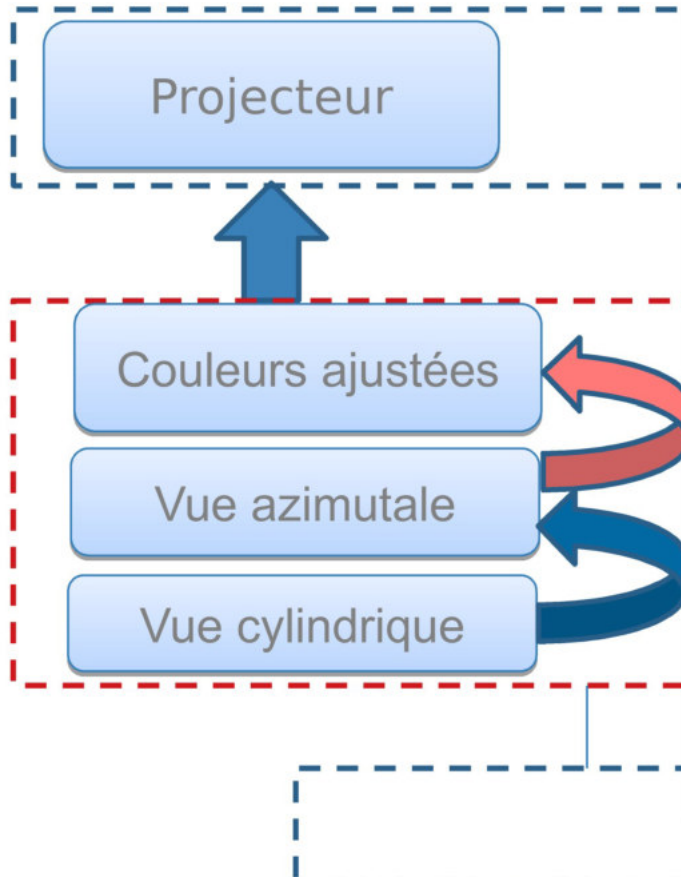 Projecteur
Couleurs ajustées
Vue azimutale
Vue cylindrique